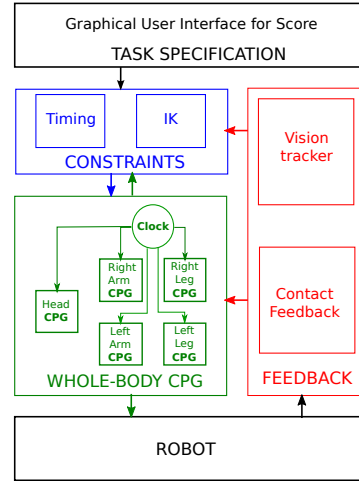 Graphical User Interface for Score
TASK SPECIFICATION
Timing
IK
CONSTRAINTS
Vision
tracker
Clock
Right
Arm
CPG
Right
Leg
CPG
Head
CPG
Left
Arm
CPG
Left
Leg
CPG
WHOLE-BODY CPG
Contact
Feedback
FEEDBACK
ROBOT